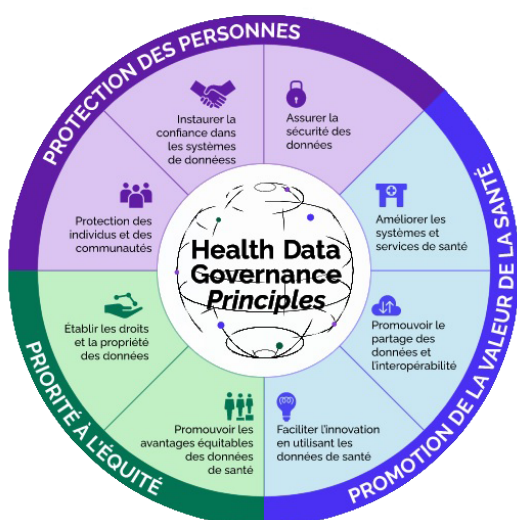 PROTECTION DES PERSONNES
Instaurer la
confiance dans
les systèmes
de donnéess
Assurer la
sécurité des
données
Protection des
individus et des
communautés
PROMOTION DE LA VALEUR DE LA SANTÉ
Améliorer les
systèmes et
services de santé
Promouvoir le
partage des
données et
l'interopérabilité
Faciliter l'innovation
en utilisant les
données de santé
PRIORITÉ À L'ÉQUITÉ
Établir les droits
et la propriété
des données
Promouvoir les
avantages équitables
des données
de santé
Health Data
Governance
Principles